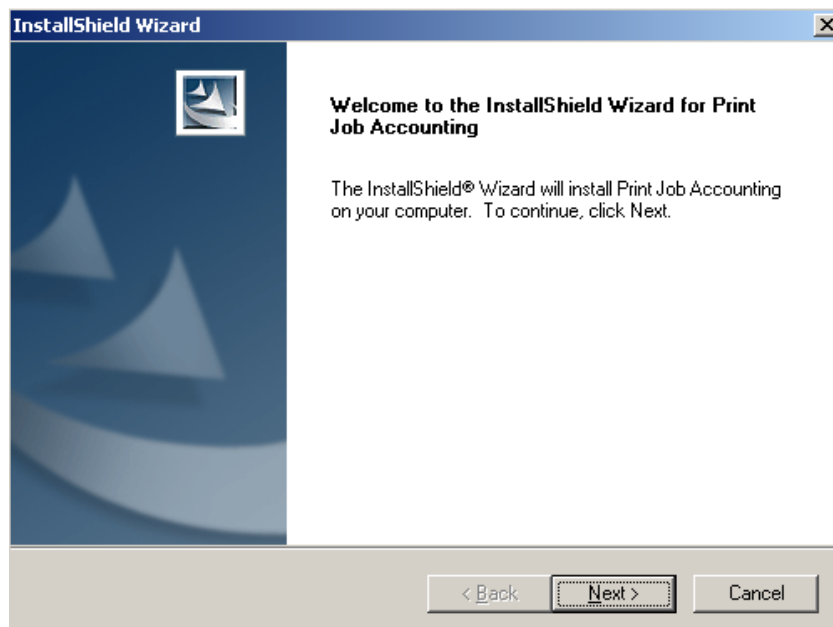 InstallShield Wizard
Welcome to the InstallShield Wizard for Print
Job Accounting
The InstallShield® Wizard will install Print Job Accounting
on your computer.  To continue, click Next.
< Back
Next >
Cancel